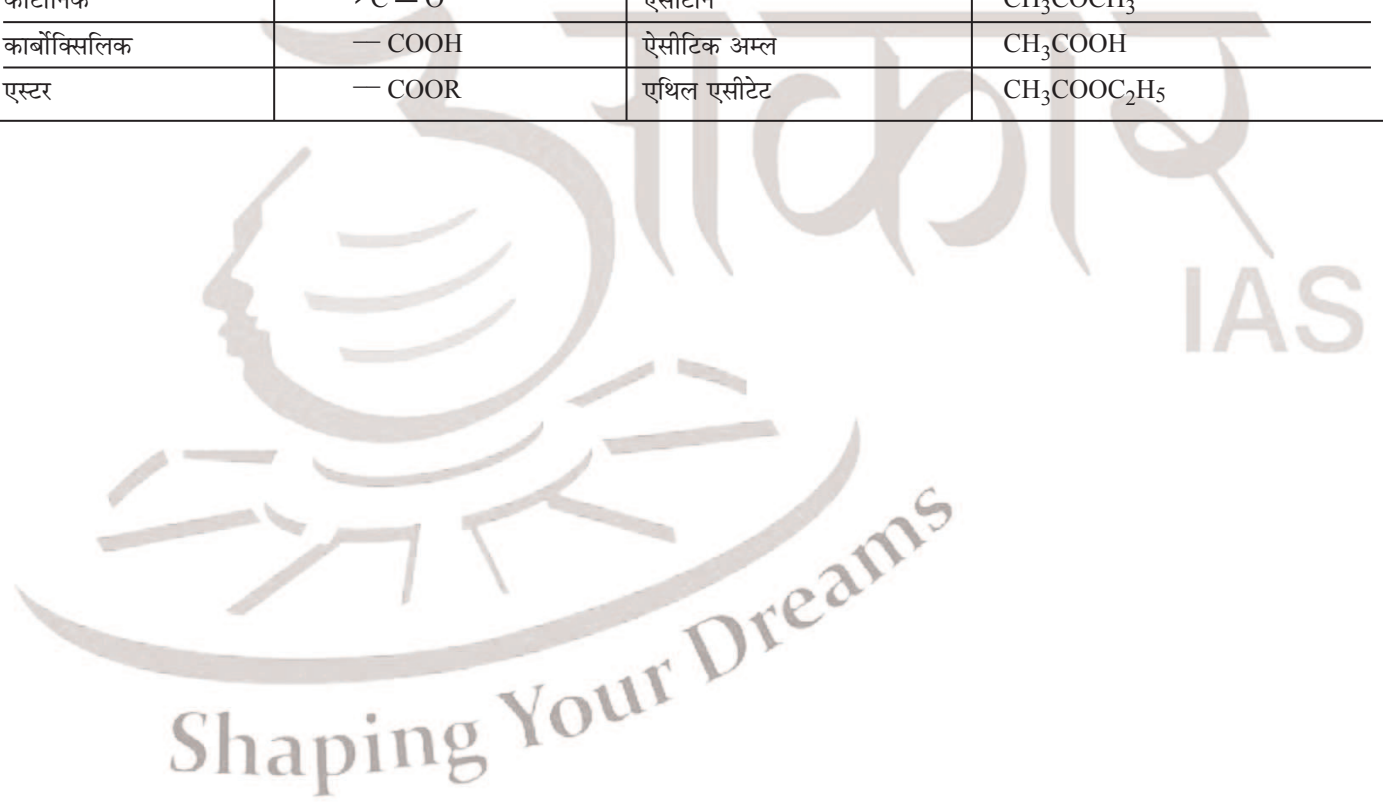 कार्बोक्सिलिक — COOH ऐसीटिक अम्ल CH₃COOH
एस्टर — COOR एथिल एसीटेट CH₃COOC₂H₅
IAS
Shaping Your Dreams